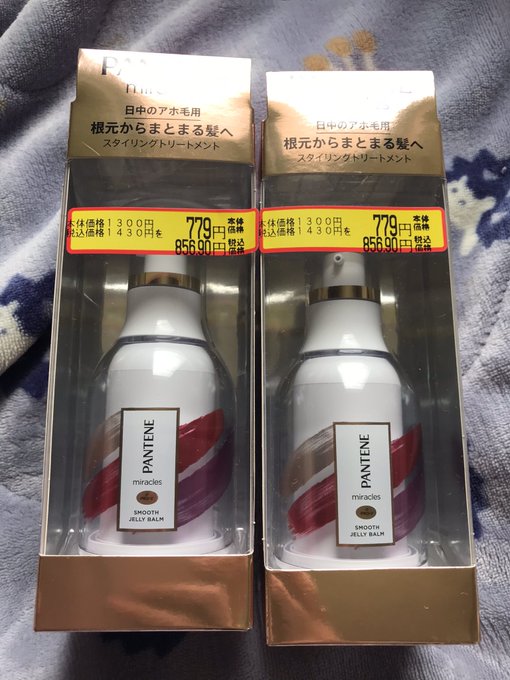 PAN
mira
日中のアホ毛用
根元からまとまる髪へ
スタイリングトリートメント
本体価格1300円
税込価格1430円を
779円 本体価格
856.90円 税込価格
PANTENE
miracles
SMOOTH
JELLY BALM
日中のアホ毛用
根元からまとまる髪へ
スタイリングトリートメント
本体価格1300円
税込価格1430円を
779円 本体価格
856.90円 税込価格
PANTENE
miracles
SMOOTH
JELLY BALM